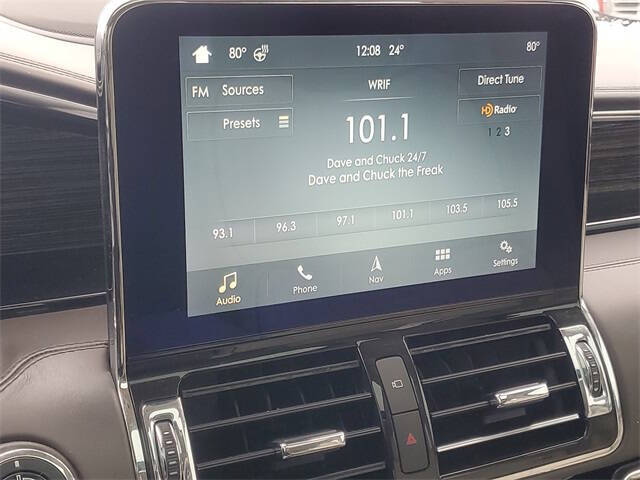 80° 12:08 24° 80°
FM Sources
WRIF
Direct Tune
Presets
101.1
HD Radio
1 2 3
Dave and Chuck 24/7
Dave and Chuck the Freak
93.1 96.3 97.1 101.1 103.5 105.5
Audio Phone Nav Apps Settings